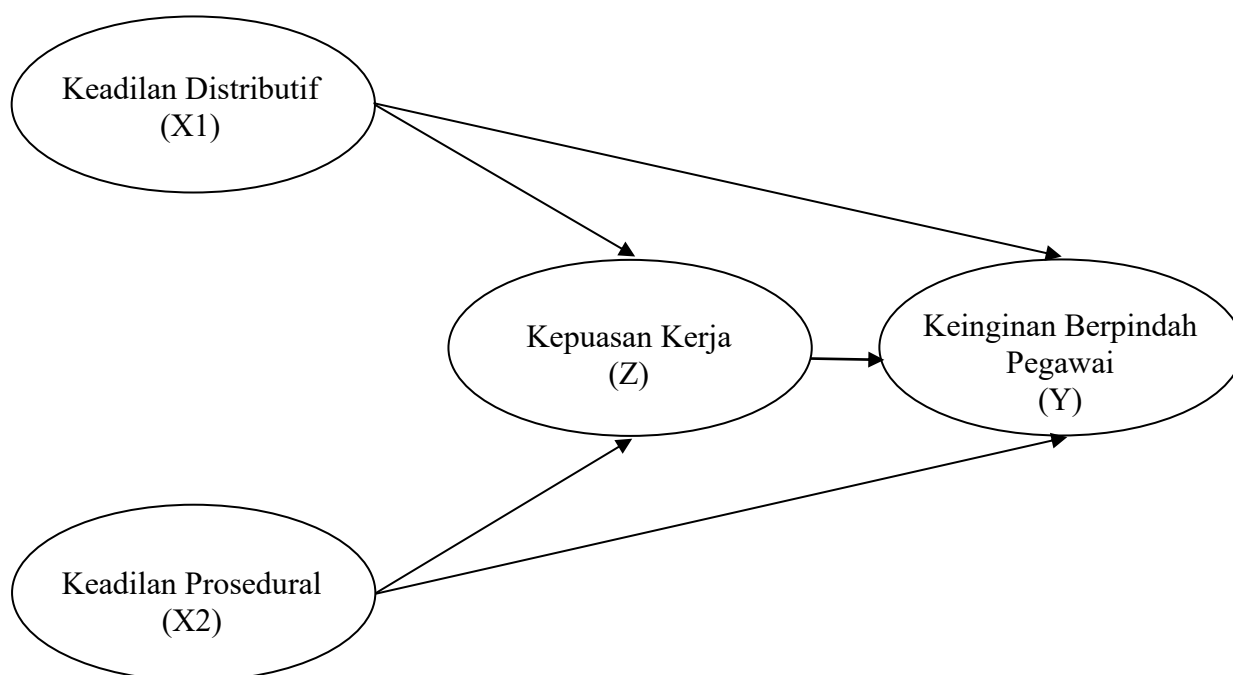 Keadilan Distributif
(X1)
Kepuasan Kerja
(Z)
Keinginan Berpindah
Pegawai
(Y)
Keadilan Prosedural
(X2)